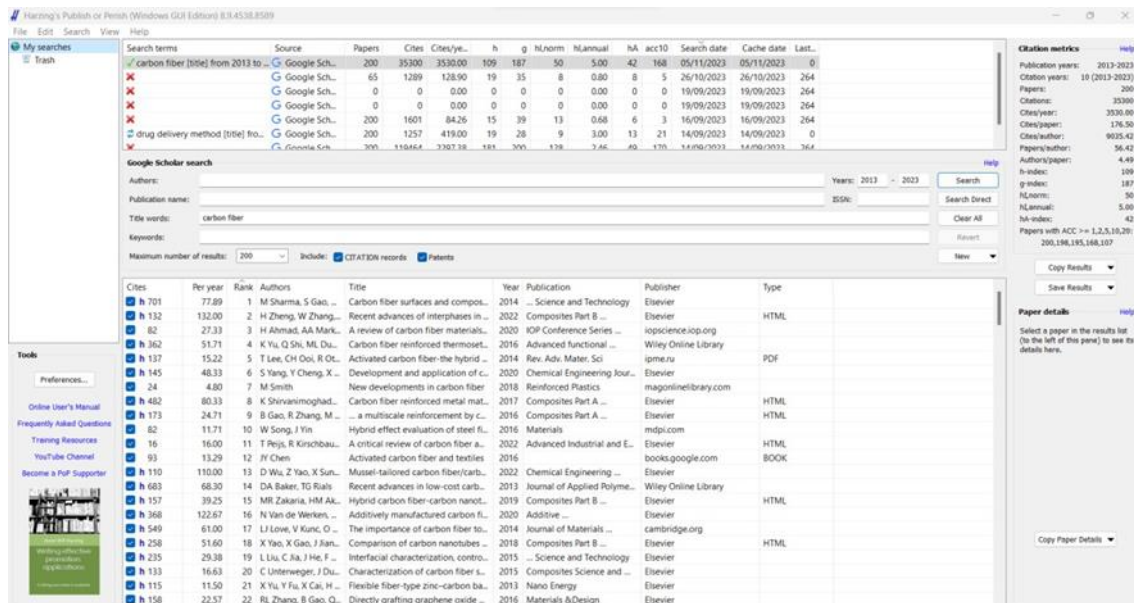 Harzing's Publish or Perish (Windows GUI Edition) 8.9.4538.8589
File Edit Search View Help
My searches
Trash
Search terms Source Papers Cites Cites/ye... h g hI,norm hI,annual hA acc10 Search date Cache date Last...
carbon fiber [title] from 2013 to ... Google Sch... 200 35300 3530.00 109 187 50 5.00 42 168 05/11/2023 05/11/2023 0
Google Sch... 65 1289 128.90 19 35 8 0.80 8 5 26/10/2023 26/10/2023 264
Google Sch... 0 0 0.00 0 0 0 0.00 0 0 19/09/2023 19/09/2023 264
Google Sch... 0 0 0.00 0 0 0 0.00 0 0 19/09/2023 19/09/2023 264
Google Sch... 200 1601 84.26 15 39 13 0.68 6 3 16/09/2023 16/09/2023 264
drug delivery method [title] fro... Google Sch... 200 1257 419.00 19 28 9 3.00 13 21 14/09/2023 14/09/2023 0
Google Sch... 200 119464 2297.38 181 200 128 2.46 49 170 14/09/2023 14/09/2023 264
Google Scholar search Help
Authors: Years: 2013 - 2023 Search
Publication name: ISSN: Search Direct
Title words: carbon fiber Clear All
Keywords: Revert
Maximum number of results: 200 Include: CITATION records Patents New
Cites Per year Rank Authors Title Year Publication Publisher Type
h 701 77.89 1 M Sharma, S Gao, ... Carbon fiber surfaces and compos... 2014 ... Science and Technology Elsevier
h 132 132.00 2 H Zheng, W Zhang,... Recent advances of interphases in ... 2022 Composites Part B ... Elsevier HTML
82 27.33 3 H Ahmad, AA Mark... A review of carbon fiber materials... 2020 IOP Conference Series ... iopscience.iop.org
h 362 51.71 4 K Yu, Q Shi, ML Du... Carbon fiber reinforced thermoset... 2016 Advanced functional ... Wiley Online Library
h 137 15.22 5 T Lee, CH Ooi, R Ot... Activated carbon fiber-the hybrid ... 2014 Rev. Adv. Mater. Sci ipme.ru PDF
h 145 48.33 6 S Yang, Y Cheng, X ... Development and application of c... 2020 Chemical Engineering Jour... Elsevier
24 4.80 7 M Smith New developments in carbon fiber 2018 Reinforced Plastics magonlinelibrary.com
h 482 80.33 8 K Shirvanimoghad... Carbon fiber reinforced metal mat... 2017 Composites Part A ... Elsevier HTML
h 173 24.71 9 B Gao, R Zhang, M ... ... a multiscale reinforcement by c... 2016 Composites Part A ... Elsevier HTML
82 11.71 10 W Song, J Yin Hybrid effect evaluation of steel fi... 2016 Materials mdpi.com
16 16.00 11 T Peijs, R Kirschbau... A critical review of carbon fiber a... 2022 Advanced Industrial and E... Elsevier HTML
93 13.29 12 JY Chen Activated carbon fiber and textiles 2016 books.google.com BOOK
h 110 110.00 13 D Wu, Z Yao, X Sun... Mussel-tailored carbon fiber/carb... 2022 Chemical Engineering ... Elsevier
h 683 68.30 14 DA Baker, TG Rials Recent advances in low-cost carb... 2013 Journal of Applied Polyme... Wiley Online Library
h 157 39.25 15 MR Zakaria, HM Ak... Hybrid carbon fiber-carbon nanot... 2019 Composites Part B ... Elsevier HTML
h 368 122.67 16 N Van de Werken, ... Additively manufactured carbon fi... 2020 Additive ... Elsevier
h 549 61.00 17 LJ Love, V Kunc, O ... The importance of carbon fiber to... 2014 Journal of Materials ... cambridge.org
h 258 51.60 18 X Yao, X Gao, J Jian... Comparison of carbon nanotubes ... 2018 Composites Part B ... Elsevier HTML
h 235 29.38 19 L Liu, C Jia, J He, F ... Interfacial characterization, contro... 2015 ... Science and Technology Elsevier
h 133 16.63 20 C Unterweger, J Du... Characterization of carbon fiber s... 2015 Composites Science and ... Elsevier
h 115 11.50 21 X Yu, Y Fu, X Cai, H ... Flexible fiber-type zinc–carbon ba... 2013 Nano Energy Elsevier
h 158 22.57 22 RL Zhang, B Gao, Q... Directly grafting graphene oxide ... 2016 Materials &Design Elsevier
Tools
Preferences...
Online User's Manual
Frequently Asked Questions
Training Resources
YouTube Channel
Become a PoP Supporter
Writing effective
promotion
applications
Citation metrics Help
Publication years: 2013-2023
Citation years: 10 (2013-2023)
Papers: 200
Citations: 35300
Cites/year: 3530.00
Cites/paper: 176.50
Cites/author: 9035.42
Papers/author: 56.42
Authors/paper: 4.49
h-index: 109
g-index: 187
hI,norm: 50
hI,annual: 5.00
hA-index: 42
Papers with ACC >= 1,2,5,10,20:
200,198,195,168,107
Copy Results
Save Results
Paper details Help
Select a paper in the results list
(to the left of this pane) to see its
details here.
Copy Paper Details